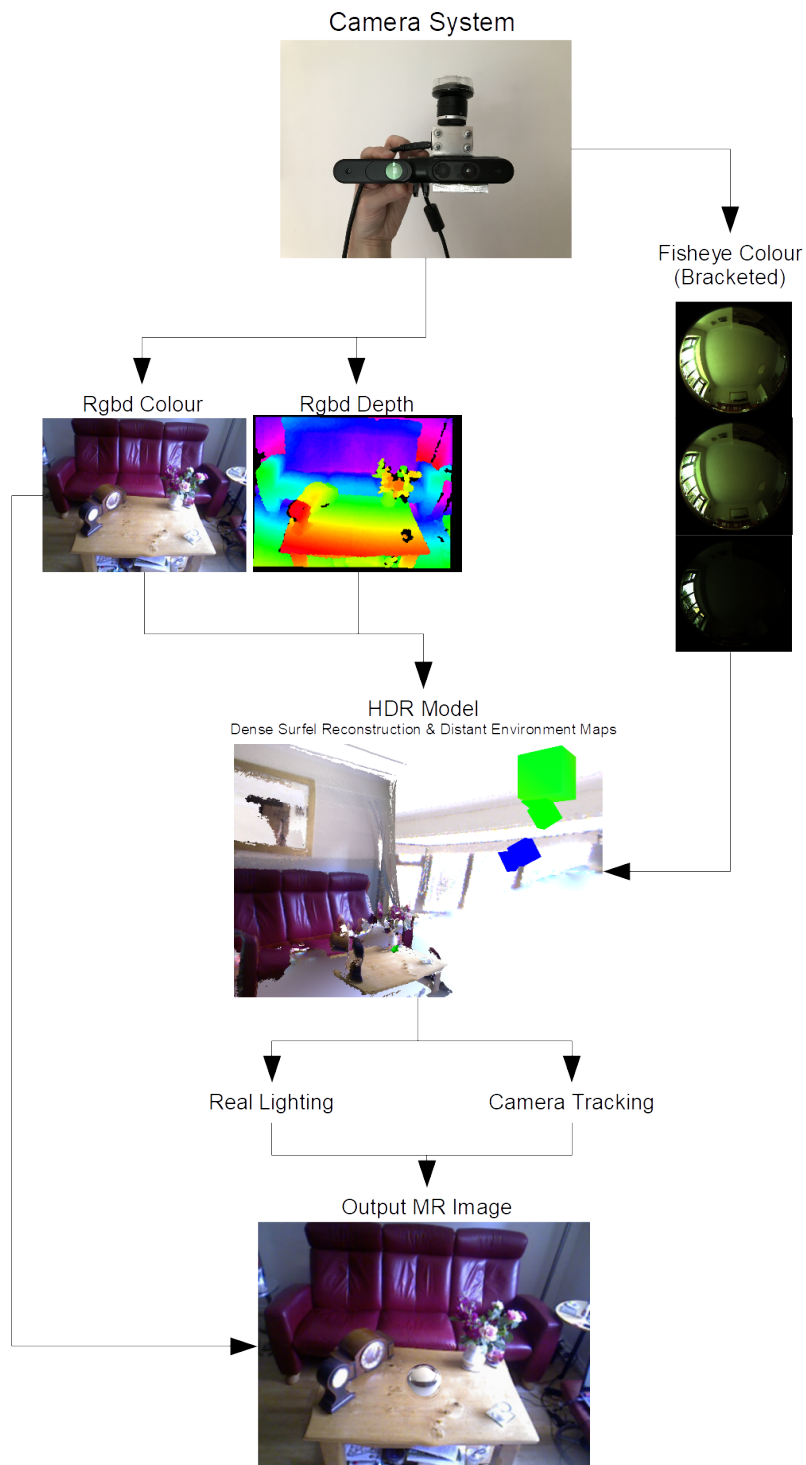 Camera System
Fisheye Colour
(Bracketed)
Rgbd Colour
Rgbd Depth
HDR Model
Dense Surfel Reconstruction & Distant Environment Maps
Real Lighting
Camera Tracking
Output MR Image